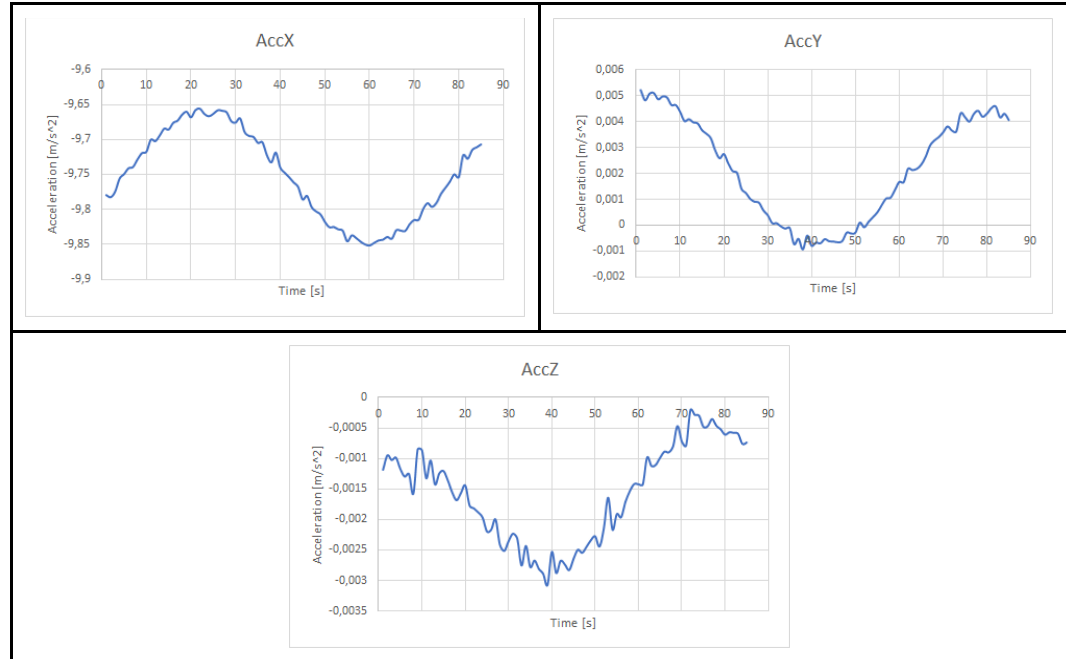 AccX
-9,6
0 10 20 30 40 50 60 70 80 90
-9,65
-9,7
-9,75
-9,8
-9,85
-9,9
Acceleration [m/s^2]
Time [s]
AccY
0,006
0,005
0,004
0,003
0,002
0,001
0
0 10 20 30 40 50 60 70 80 90
-0,001
-0,002
Acceleration [m/s^2]
Time [s]
AccZ
0
0 10 20 30 40 50 60 70 80 90
-0,0005
-0,001
-0,0015
-0,002
-0,0025
-0,003
-0,0035
Acceleration [m/s^2]
Time [s]